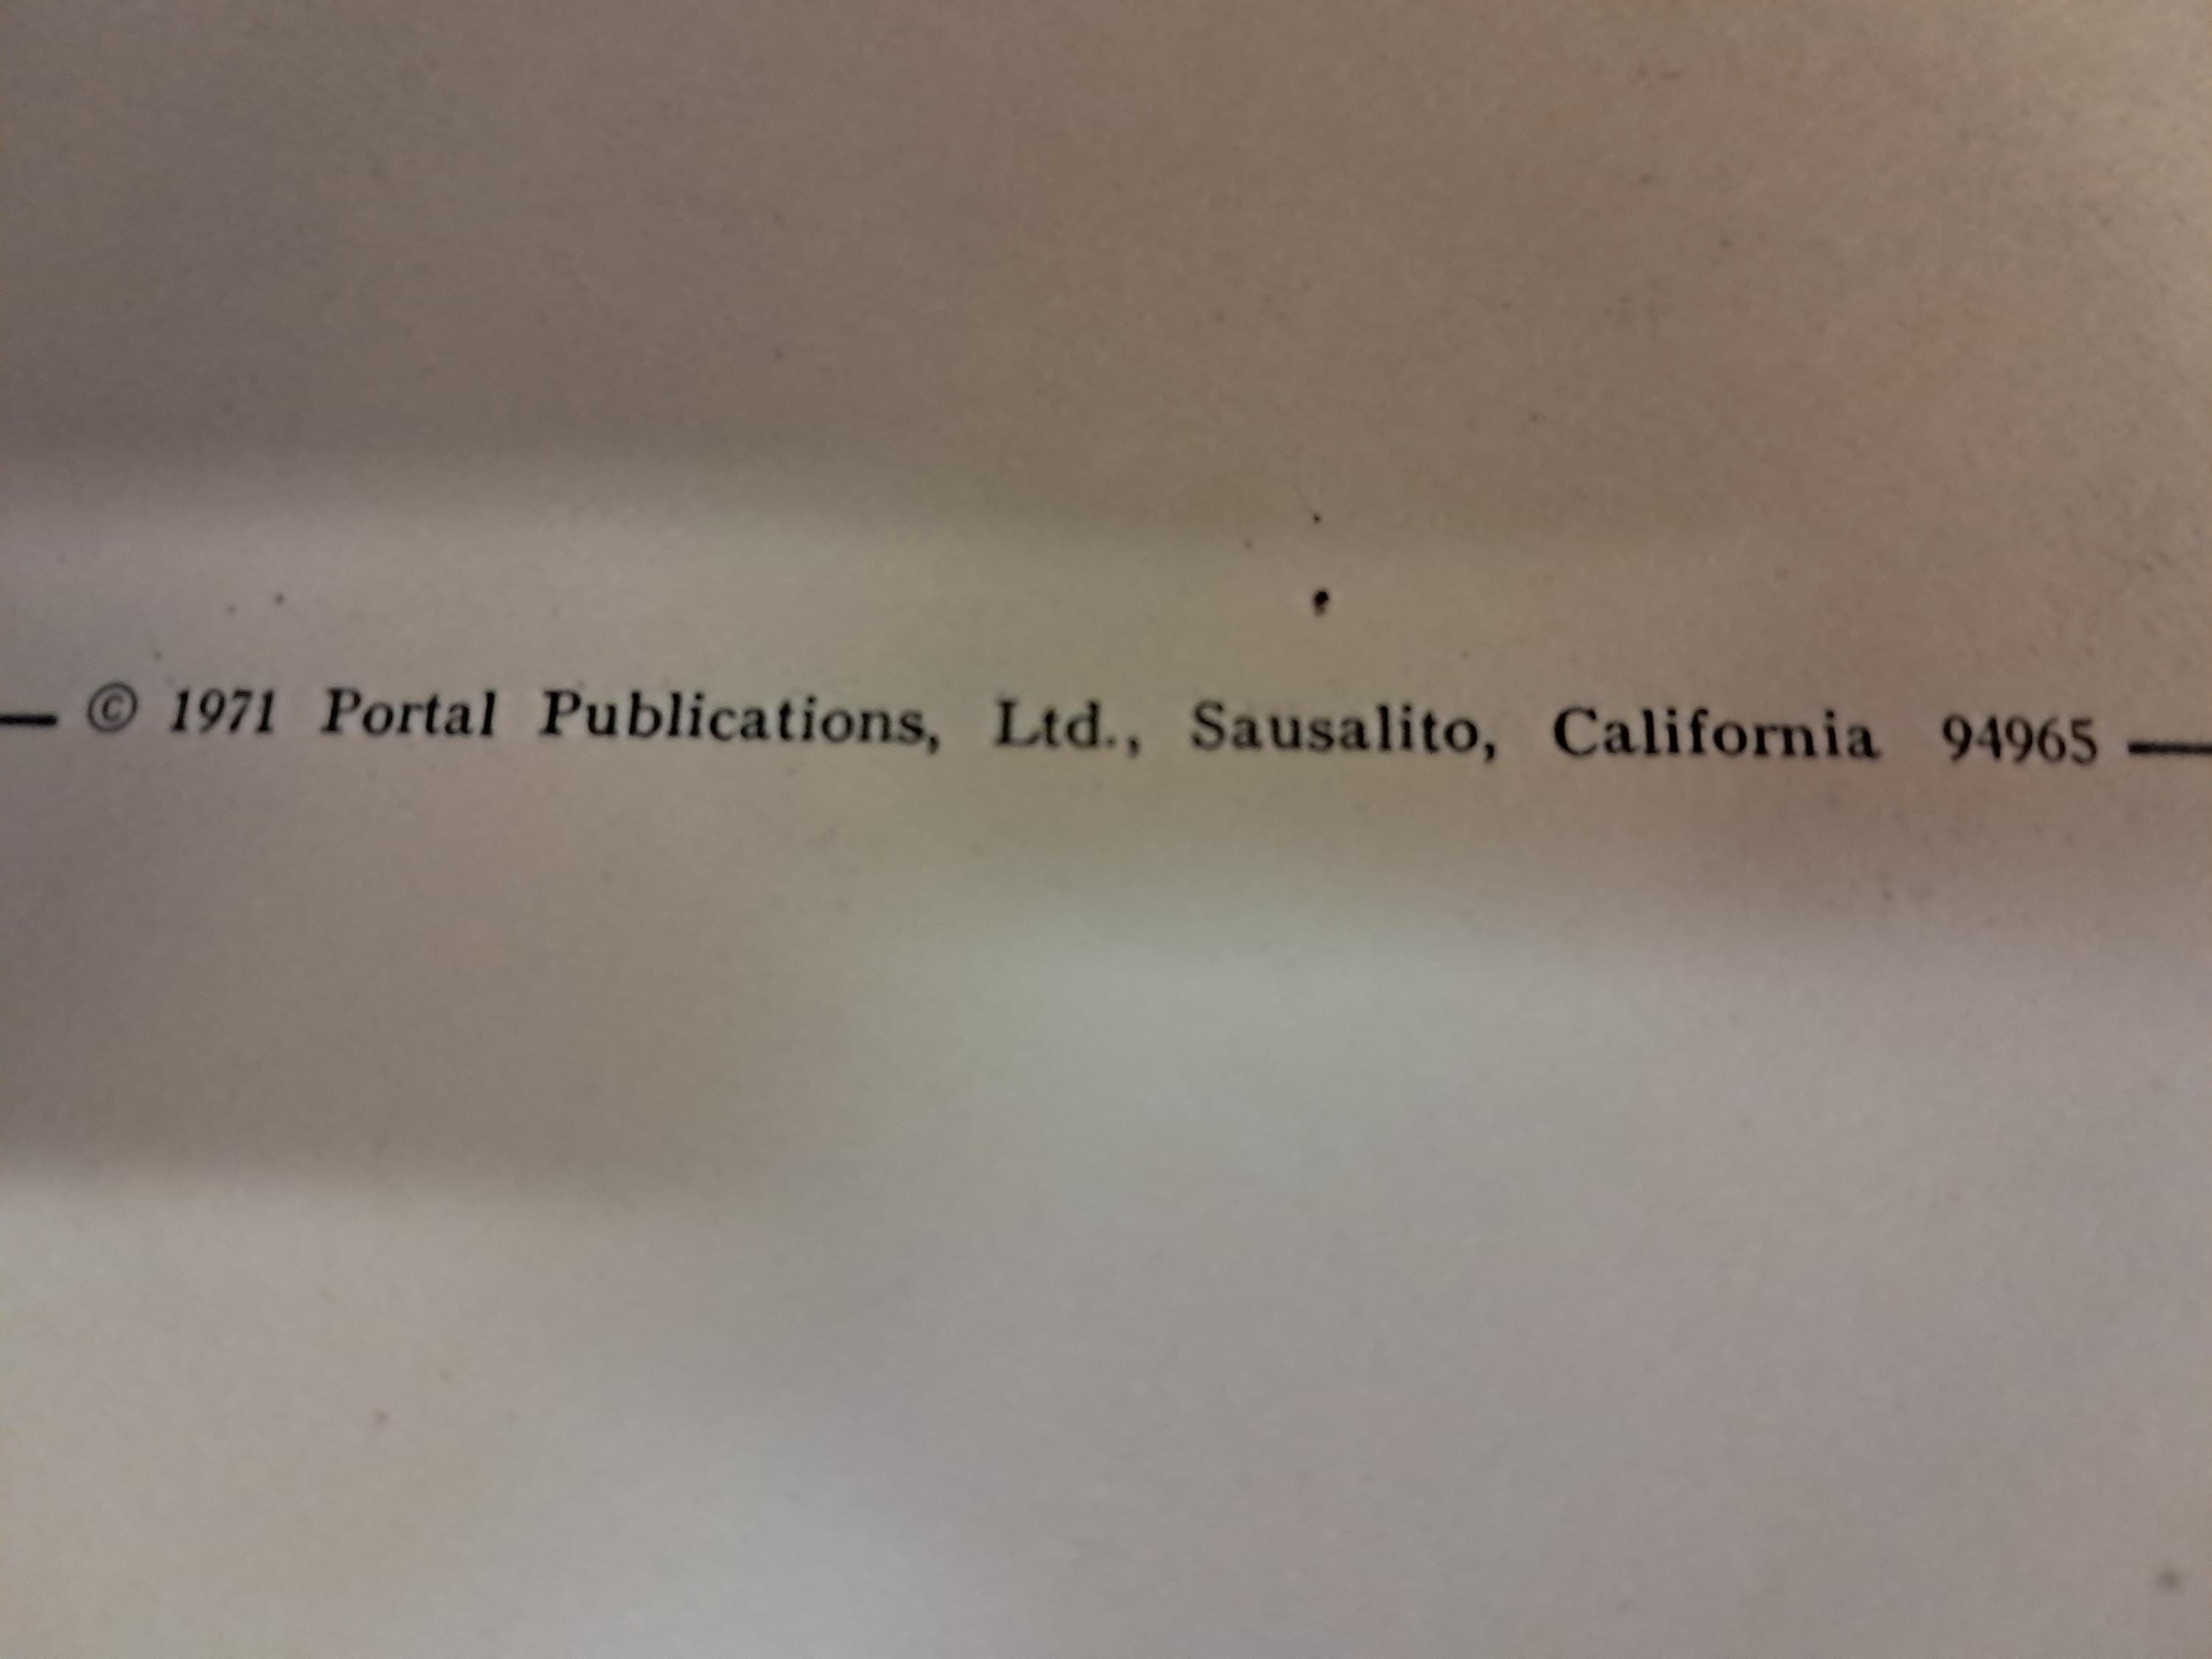 — © 1971 Portal Publications, Ltd., Sausalito, California 94965 —